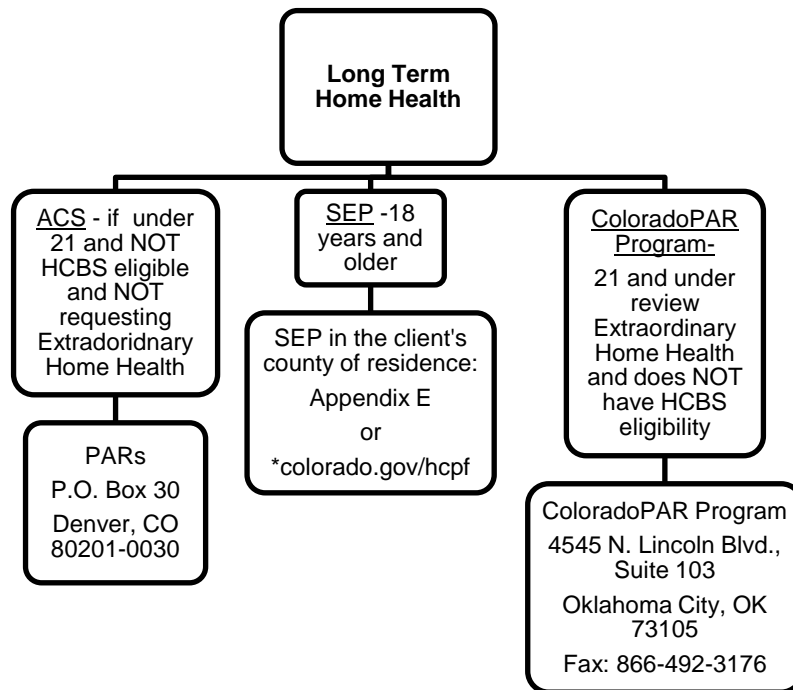 Long Term
Home Health
ACS - if under
21 and NOT
HCBS eligible
and NOT
requesting
Extradoridnary
Home Health
PARs
P.O. Box 30
Denver, CO
80201-0030
SEP -18
years and
older
SEP in the client's
county of residence:
Appendix E
or
*colorado.gov/hcpf
ColoradoPAR
Program-
21 and under
review
Extraordinary
Home Health
and does NOT
have HCBS
eligibility
ColoradoPAR Program
4545 N. Lincoln Blvd.,
Suite 103
Oklahoma City, OK
73105
Fax: 866-492-3176